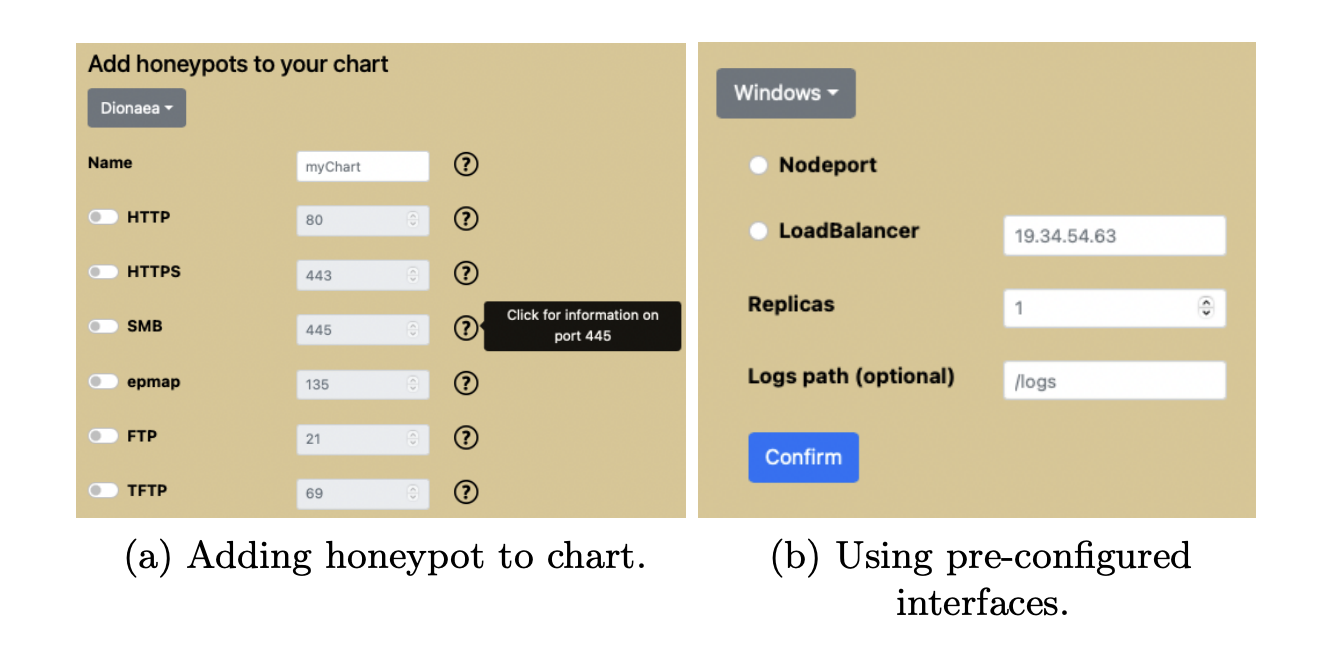 Add honeypots to your chart
Dionaea
Name
myChart
?
HTTP
80
?
HTTPS
443
?
SMB
445
?
Click for information on
port 445
epmap
135
?
FTP
21
?
TFTP
69
?
(a) Adding honeypot to chart.
Windows
Nodeport
LoadBalancer
19.34.54.63
Replicas
1
Logs path (optional)
/logs
Confirm
(b) Using pre-configured
interfaces.